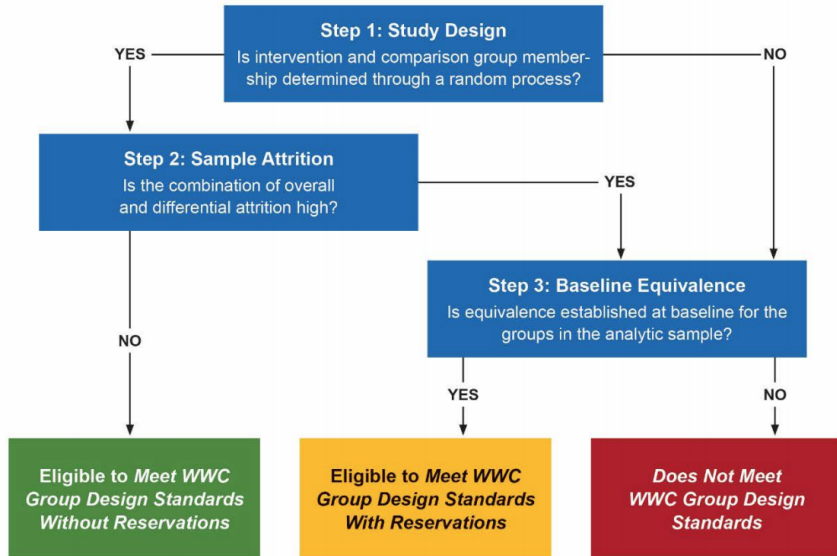 Step 1: Study Design
Is intervention and comparison group member-
ship determined through a random process?
YES
NO
Step 2: Sample Attrition
Is the combination of overall
and differential attrition high?
YES
Step 3: Baseline Equivalence
Is equivalence established at baseline for the
groups in the analytic sample?
NO
YES
NO
Eligible to Meet WWC
Group Design Standards
Without Reservations
Eligible to Meet WWC
Group Design Standards
With Reservations
Does Not Meet
WWC Group Design
Standards